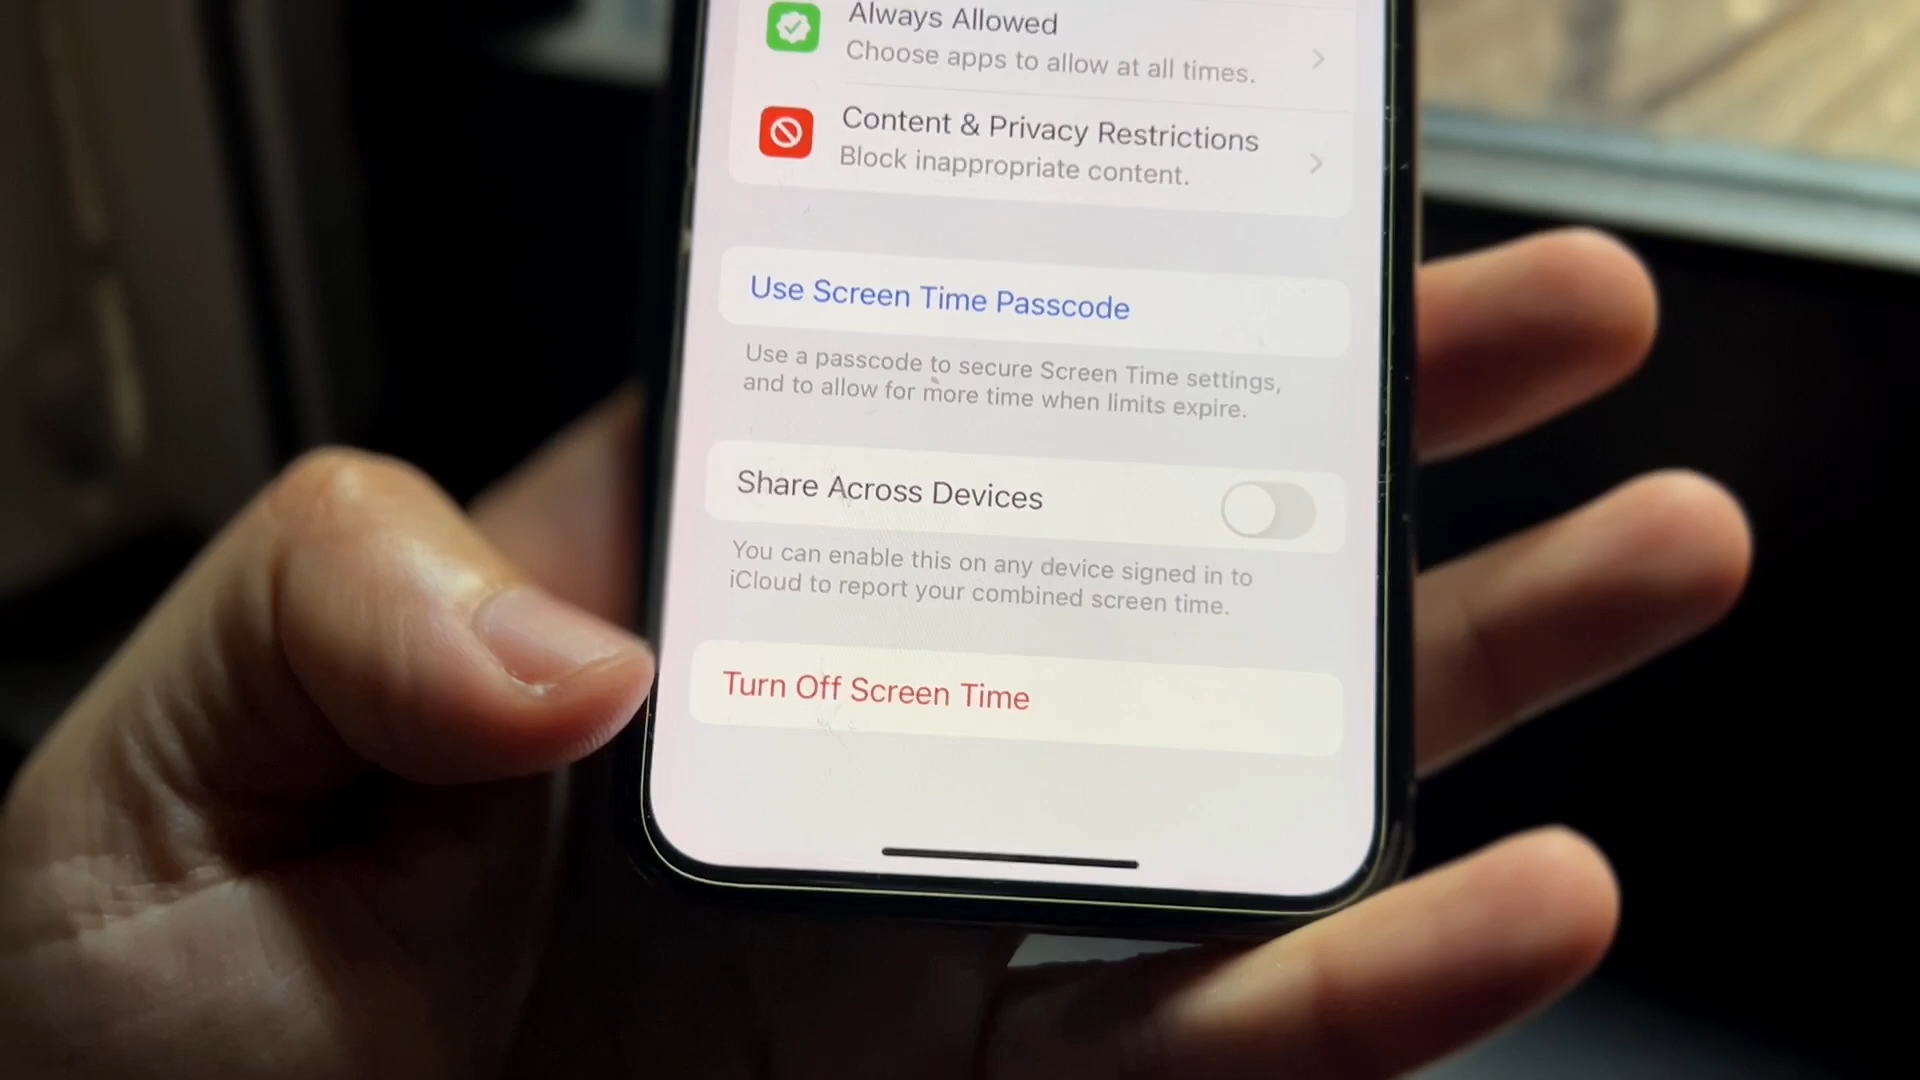 Always Allowed
Choose apps to allow at all times.
Content & Privacy Restrictions
Block inappropriate content.
Use Screen Time Passcode
Use a passcode to secure Screen Time settings,
and to allow for more time when limits expire.
Share Across Devices
You can enable this on any device signed in to
iCloud to report your combined screen time.
Turn Off Screen Time